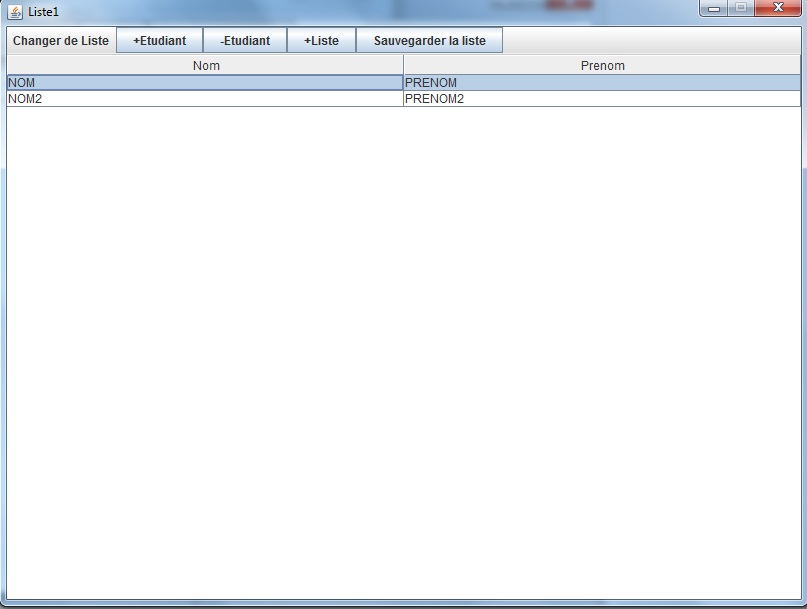 Liste1
Changer de Liste +Etudiant -Etudiant +Liste Sauvegarder la liste
Nom Prenom
NOM PRENOM
NOM2 PRENOM2